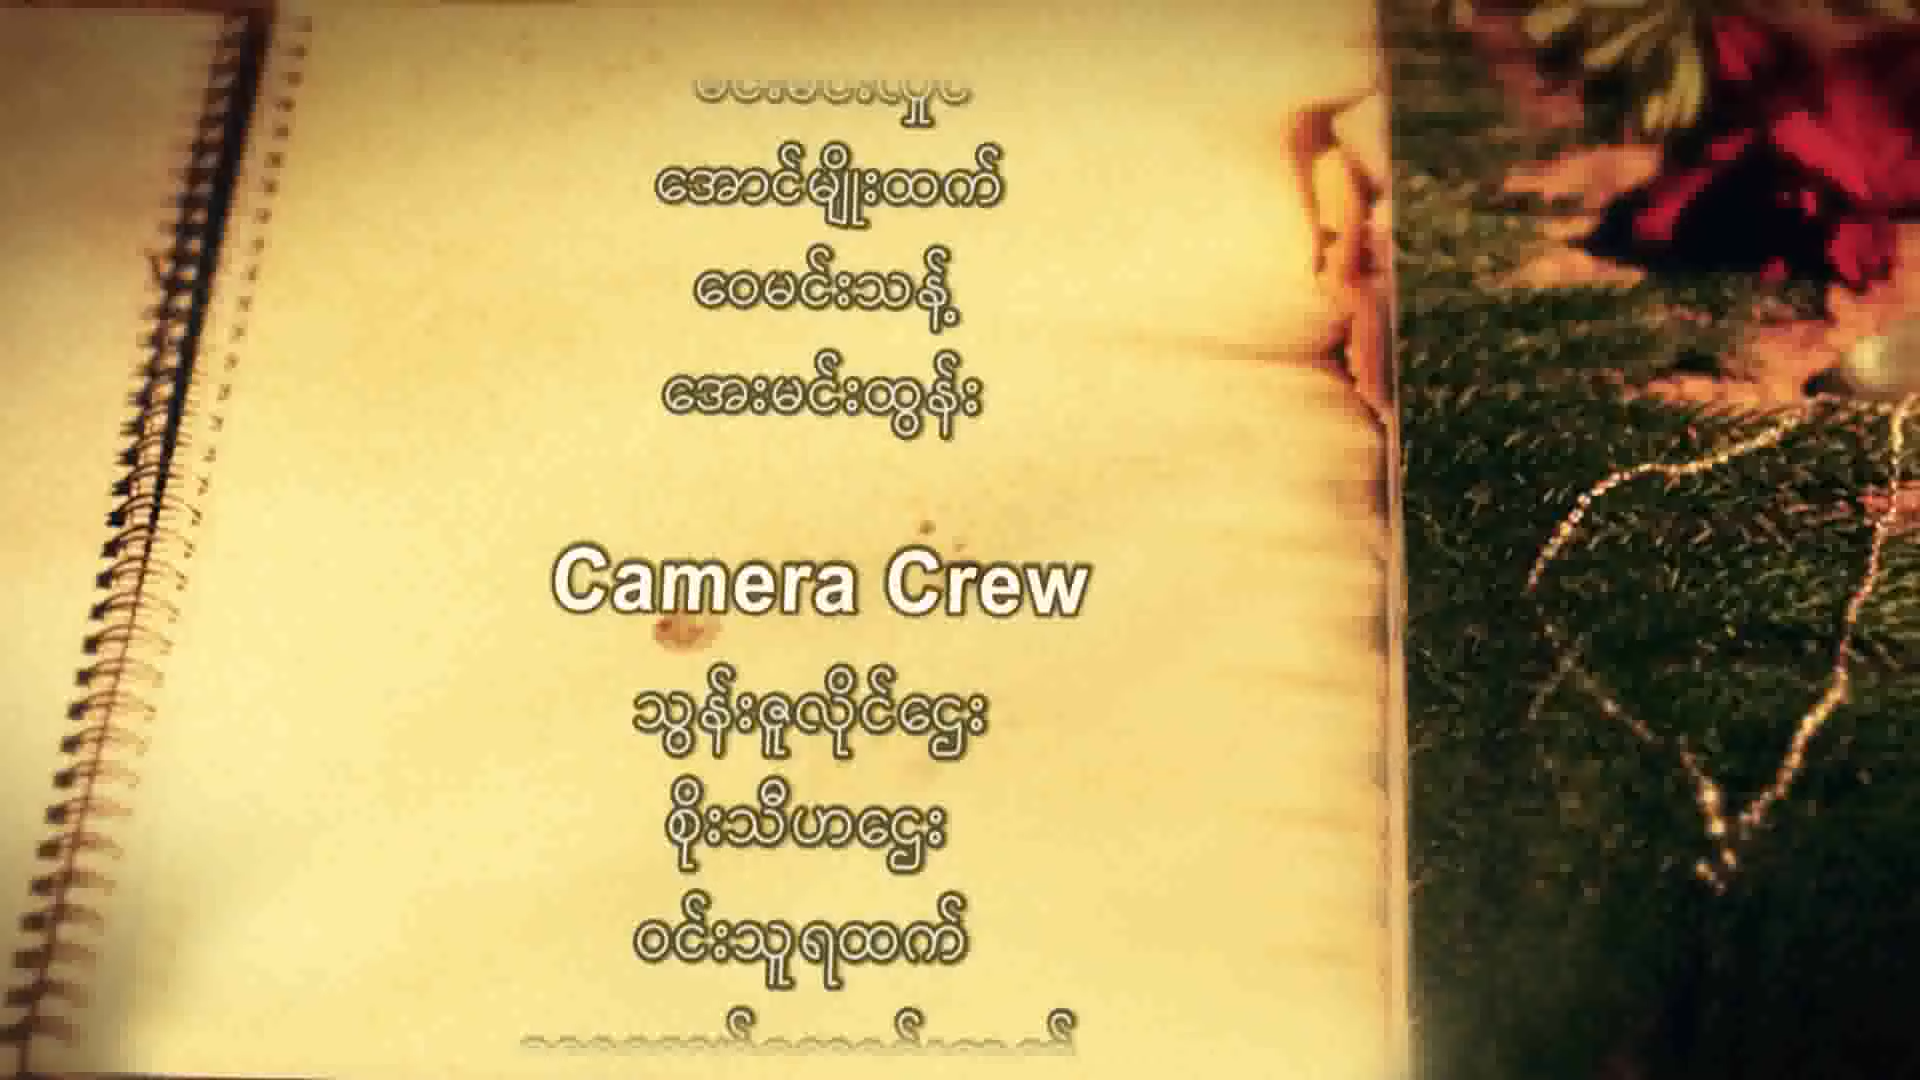 အောင်မျိုးထက်
ဝေမင်းသန့်
အေးမင်းထွန်း
Camera Crew
သွန်းဇူလိုင်ဌေး
စိုးသီဟဌေး
ဝင်းသူရထက်